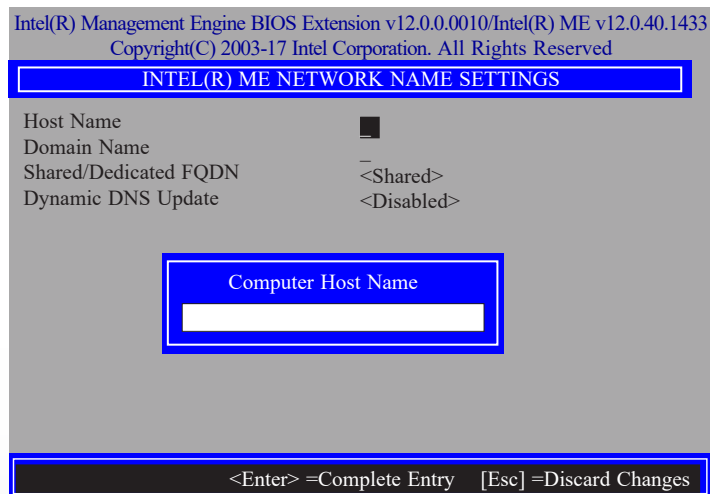 Intel(R) Management Engine BIOS Extension v12.0.0.0010/Intel(R) ME v12.0.40.1433
Copyright(C) 2003-17 Intel Corporation. All Rights Reserved
INTEL(R) ME NETWORK NAME SETTINGS
Host Name _
Domain Name _
Shared/Dedicated FQDN <Shared>
Dynamic DNS Update <Disabled>
Computer Host Name
<Enter> =Complete Entry [Esc] =Discard Changes